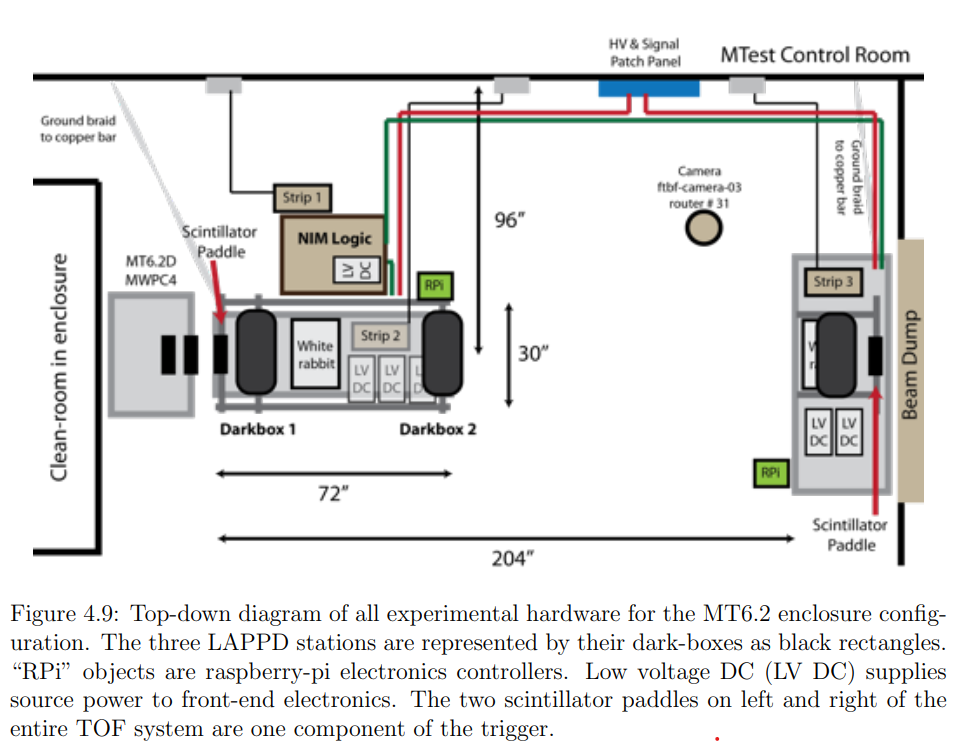 HV & Signal
Patch Panel
MTest Control Room
Ground braid
to copper bar
Ground braid
to copper bar
Camera
ftbf-camera-03
router # 31
Strip 1
96"
Scintillator
Paddle
NIM Logic
LV
DC
MT6.2D
MWPC4
RPi
Strip 3
Clean-room in enclosure
White
rabbit
Strip 2
30"
LV
DC
LV
DC
L
D
W
r
Beam Dump
LV
DC
LV
DC
Darkbox 1
Darkbox 2
RPi
72"
Scintillator
Paddle
204"
Figure 4.9: Top-down diagram of all experimental hardware for the MT6.2 enclosure config-
uration. The three LAPPD stations are represented by their dark-boxes as black rectangles.
“RPi” objects are raspberry-pi electronics controllers. Low voltage DC (LV DC) supplies
source power to front-end electronics. The two scintillator paddles on left and right of the
entire TOF system are one component of the trigger.